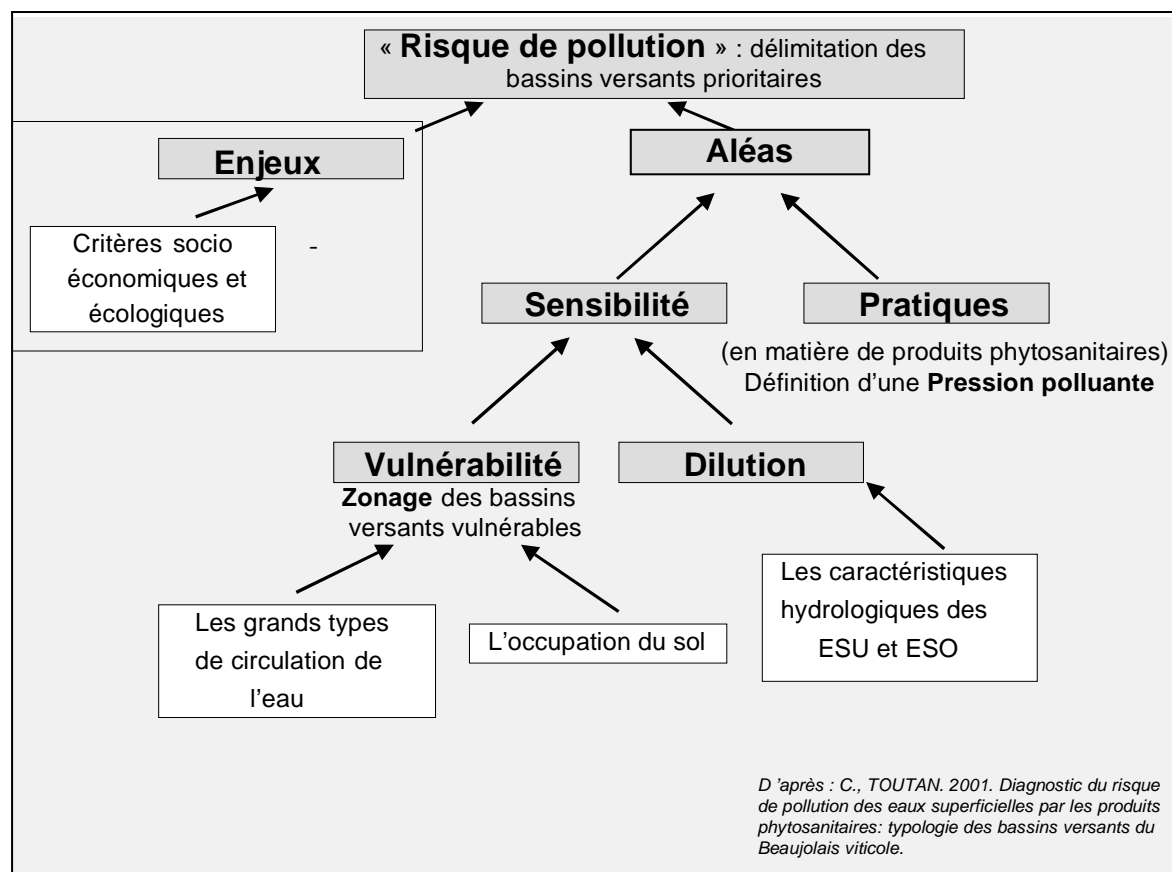 « Risque de pollution » : délimitation des
bassins versants prioritaires
Enjeux
Aléas
Critères socio
économiques et
écologiques
-
Sensibilité
Pratiques
(en matière de produits phytosanitaires)
Définition d’une Pression polluante
Vulnérabilité
Zonage des bassins
versants vulnérables
Dilution
Les grands types
de circulation de
l’eau
L’occupation du sol
Les caractéristiques
hydrologiques des
ESU et ESO
D ’après : C., TOUTAN. 2001. Diagnostic du risque
de pollution des eaux superficielles par les produits
phytosanitaires: typologie des bassins versants du
Beaujolais viticole.